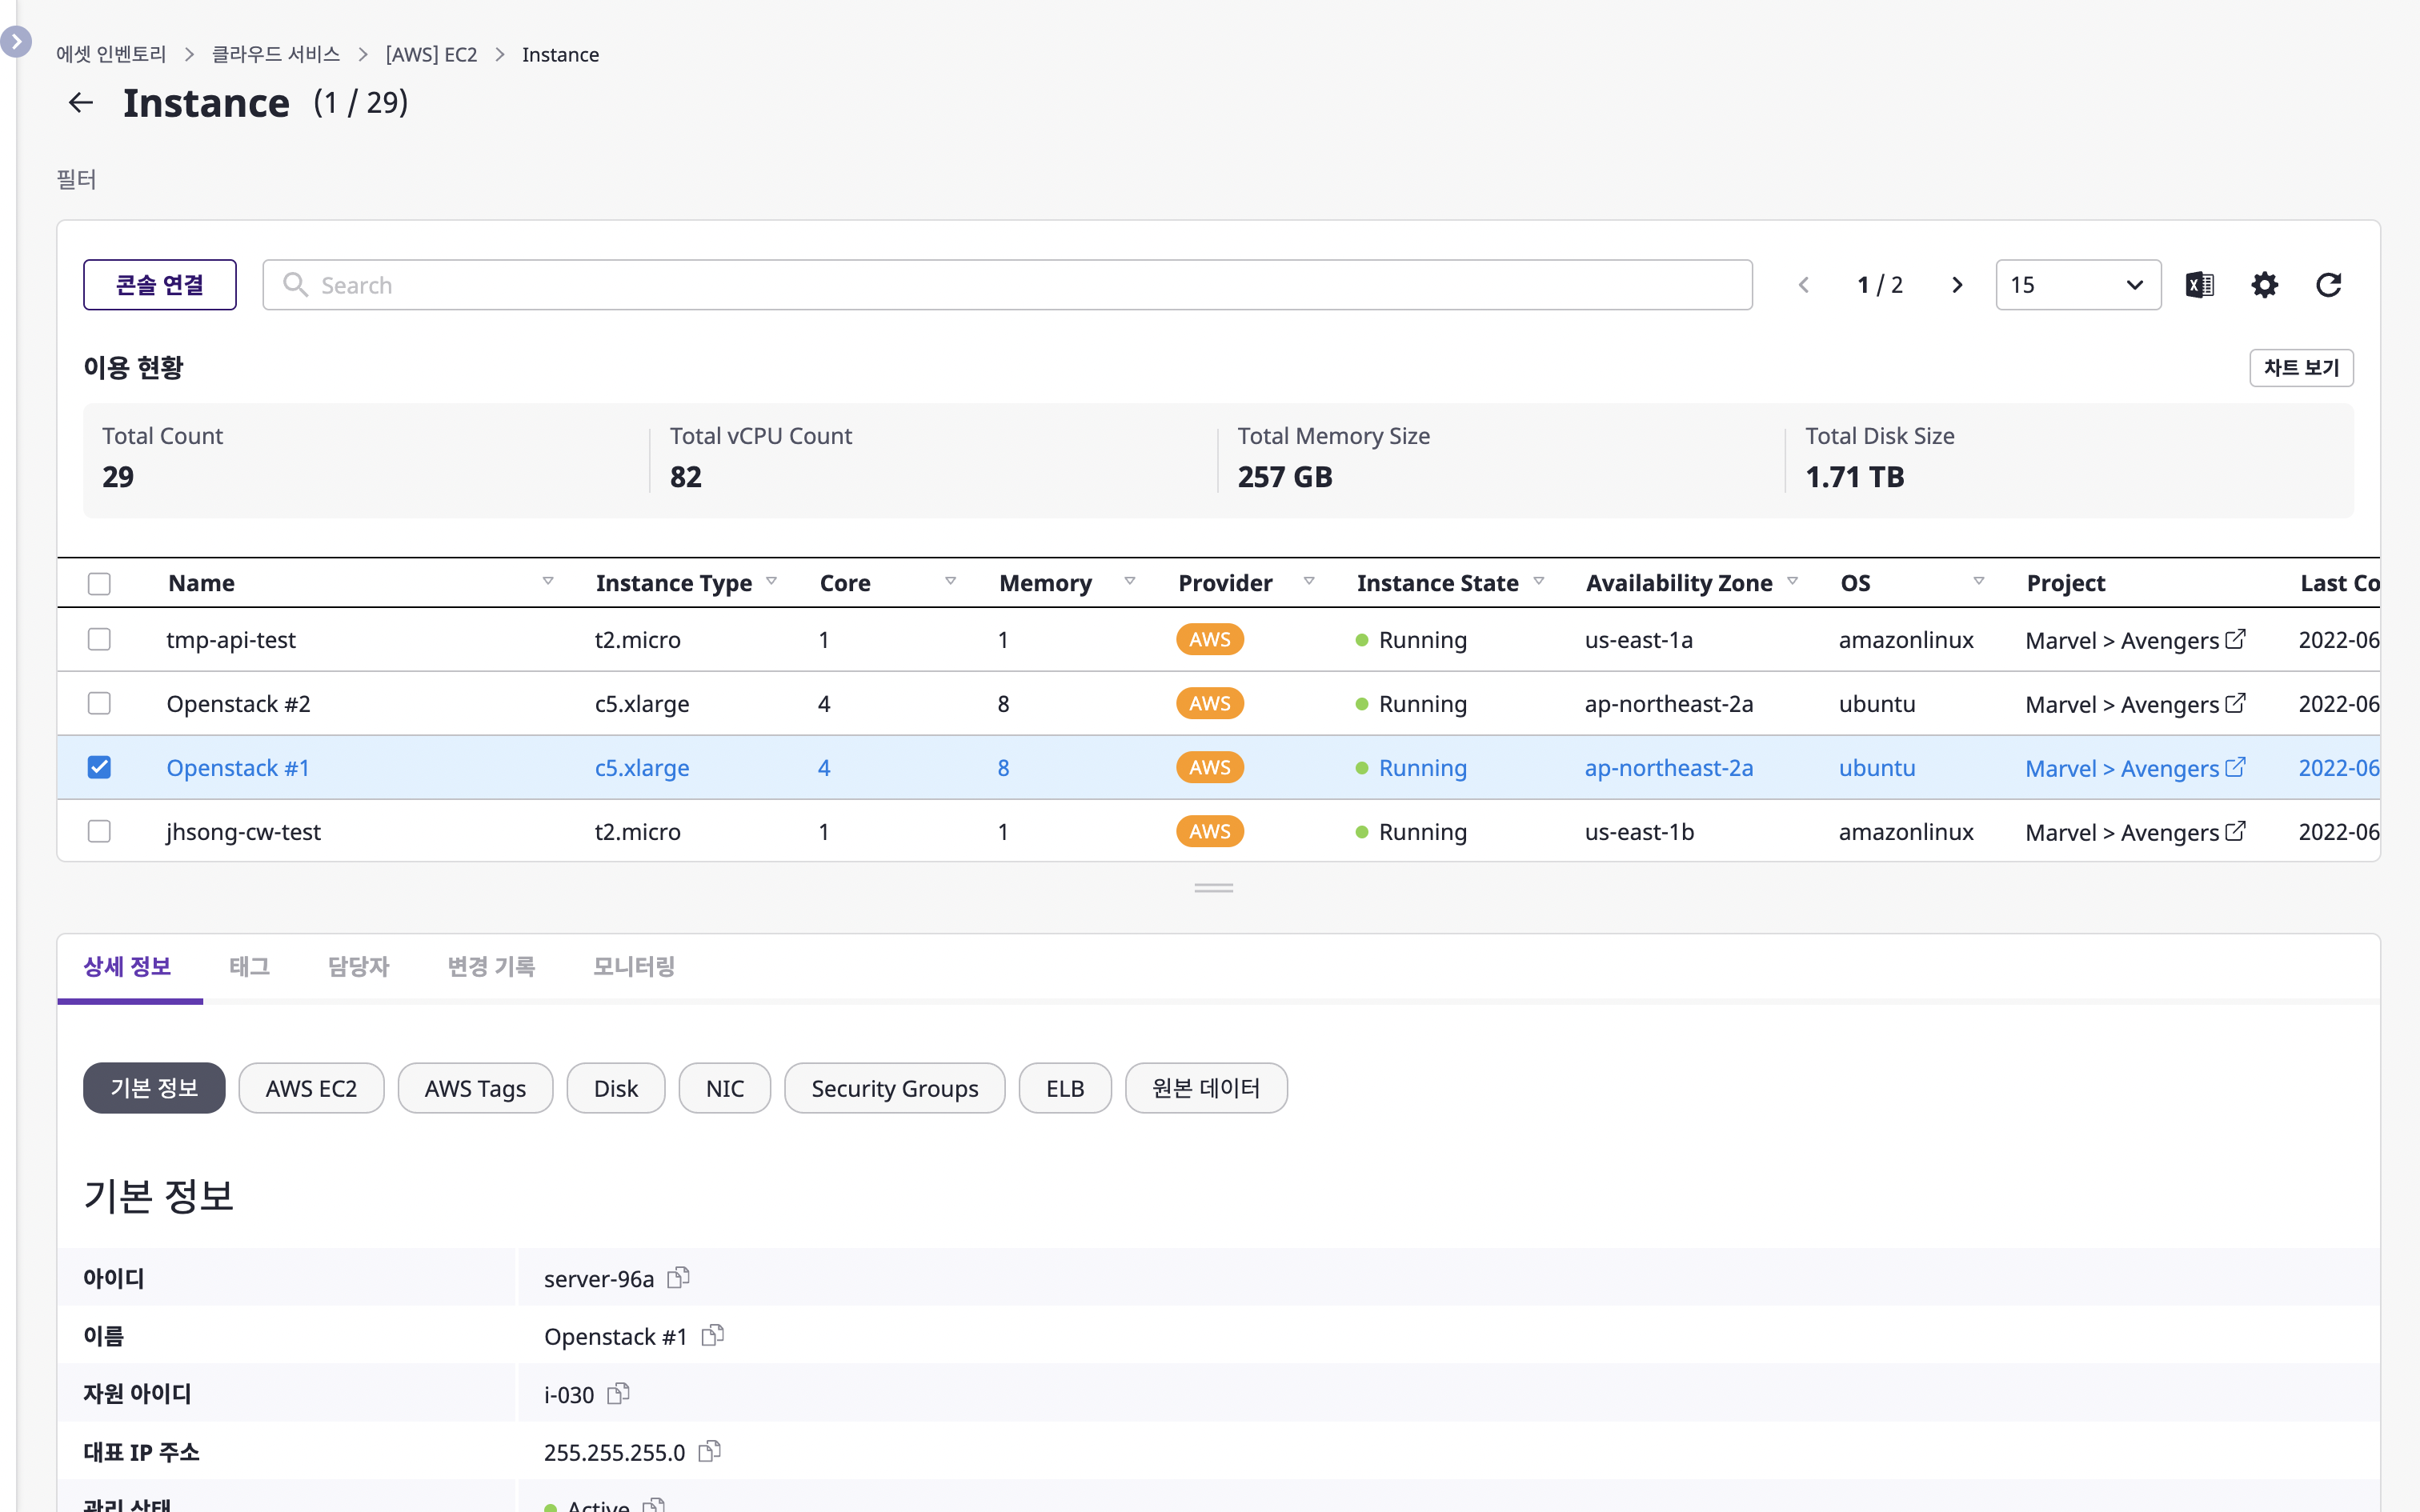 에셋 인벤토리 > 클라우드 서비스 > [AWS] EC2 > Instance
Instance (1 / 29)
필터
콘솔 연결 Search 1 / 2 15
이용 현황 차트 보기
Total Count Total vCPU Count Total Memory Size Total Disk Size
29 82 257 GB 1.71 TB
Name Instance Type Core Memory Provider Instance State Availability Zone OS Project Last Co
tmp-api-test t2.micro 1 1 AWS Running us-east-1a amazonlinux Marvel > Avengers 2022-06
Openstack #2 c5.xlarge 4 8 AWS Running ap-northeast-2a ubuntu Marvel > Avengers 2022-06
Openstack #1 c5.xlarge 4 8 AWS Running ap-northeast-2a ubuntu Marvel > Avengers 2022-06
jhsong-cw-test t2.micro 1 1 AWS Running us-east-1b amazonlinux Marvel > Avengers 2022-06
상세 정보 태그 담당자 변경 기록 모니터링
기본 정보 AWS EC2 AWS Tags Disk NIC Security Groups ELB 원본 데이터
기본 정보
아이디 server-96a
이름 Openstack #1
자원 아이디 i-030
대표 IP 주소 255.255.255.0
관리 상태 Active